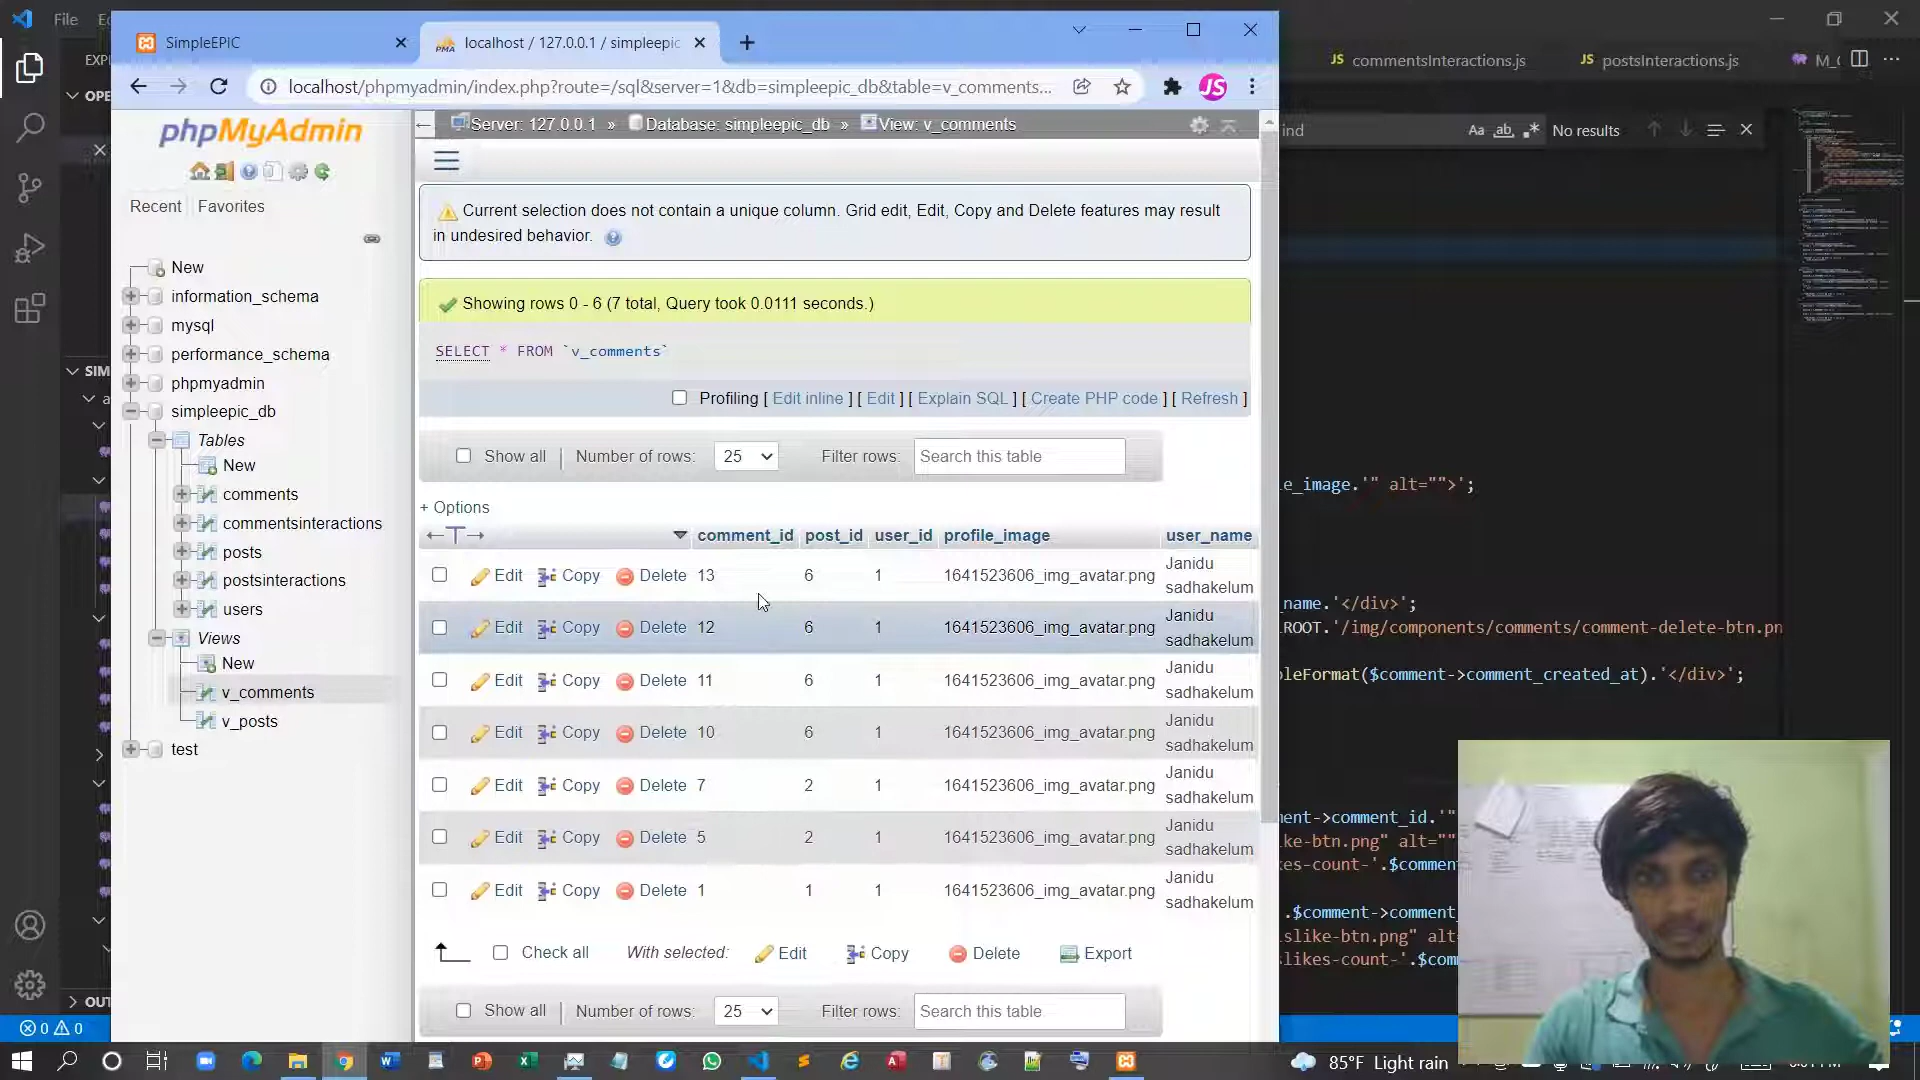 File
SimpleEPIC
localhost / 127.0.0.1 / simpleepic
localhost/phpmyadmin/index.php?route=/sql&server=1&db=simpleepic_db&table=v_comments...
JS commentsInteractions.js
JS postsInteractions.js
Aa ab No results
phpMyAdmin
Recent Favorites
New
information_schema
mysql
performance_schema
phpmyadmin
simpleepic_db
Tables
New
comments
commentsinteractions
posts
postsinteractions
users
Views
New
v_comments
v_posts
test
Server: 127.0.0.1 » Database: simpleepic_db » View: v_comments
Current selection does not contain a unique column. Grid edit, Edit, Copy and Delete features may result
in undesired behavior.
Showing rows 0 - 6 (7 total, Query took 0.0111 seconds.)
SELECT * FROM `v_comments`
Profiling [ Edit inline ] [ Edit ] [ Explain SQL ] [ Create PHP code ] [ Refresh ]
Show all | Number of rows: 25 Filter rows: Search this table
+ Options
comment_id post_id user_id profile_image user_name
Edit Copy Delete 13 6 1 1641523606_img_avatar.png Janidu sadhakelum
Edit Copy Delete 12 6 1 1641523606_img_avatar.png Janidu sadhakelum
Edit Copy Delete 11 6 1 1641523606_img_avatar.png Janidu sadhakelum
Edit Copy Delete 10 6 1 1641523606_img_avatar.png Janidu sadhakelum
Edit Copy Delete 7 2 1 1641523606_img_avatar.png Janidu sadhakelum
Edit Copy Delete 5 2 1 1641523606_img_avatar.png Janidu sadhakelum
Edit Copy Delete 1 1 1 1641523606_img_avatar.png Janidu sadhakelum
Check all With selected: Edit Copy Delete Export
Show all | Number of rows: 25 Filter rows: Search this table
e_image.'" alt="">';
name.'</div>';
ROOT.'/img/components/comments/comment-delete-btn.pn
leFormat($comment->comment_created_at).'</div>';
ment->comment_id.'"
ke-btn.png" alt=""
kes-count-'.$comment
.$comment->comment_
slike-btn.png" alt=
slikes-count-'.$com
0 0
85°F Light rain